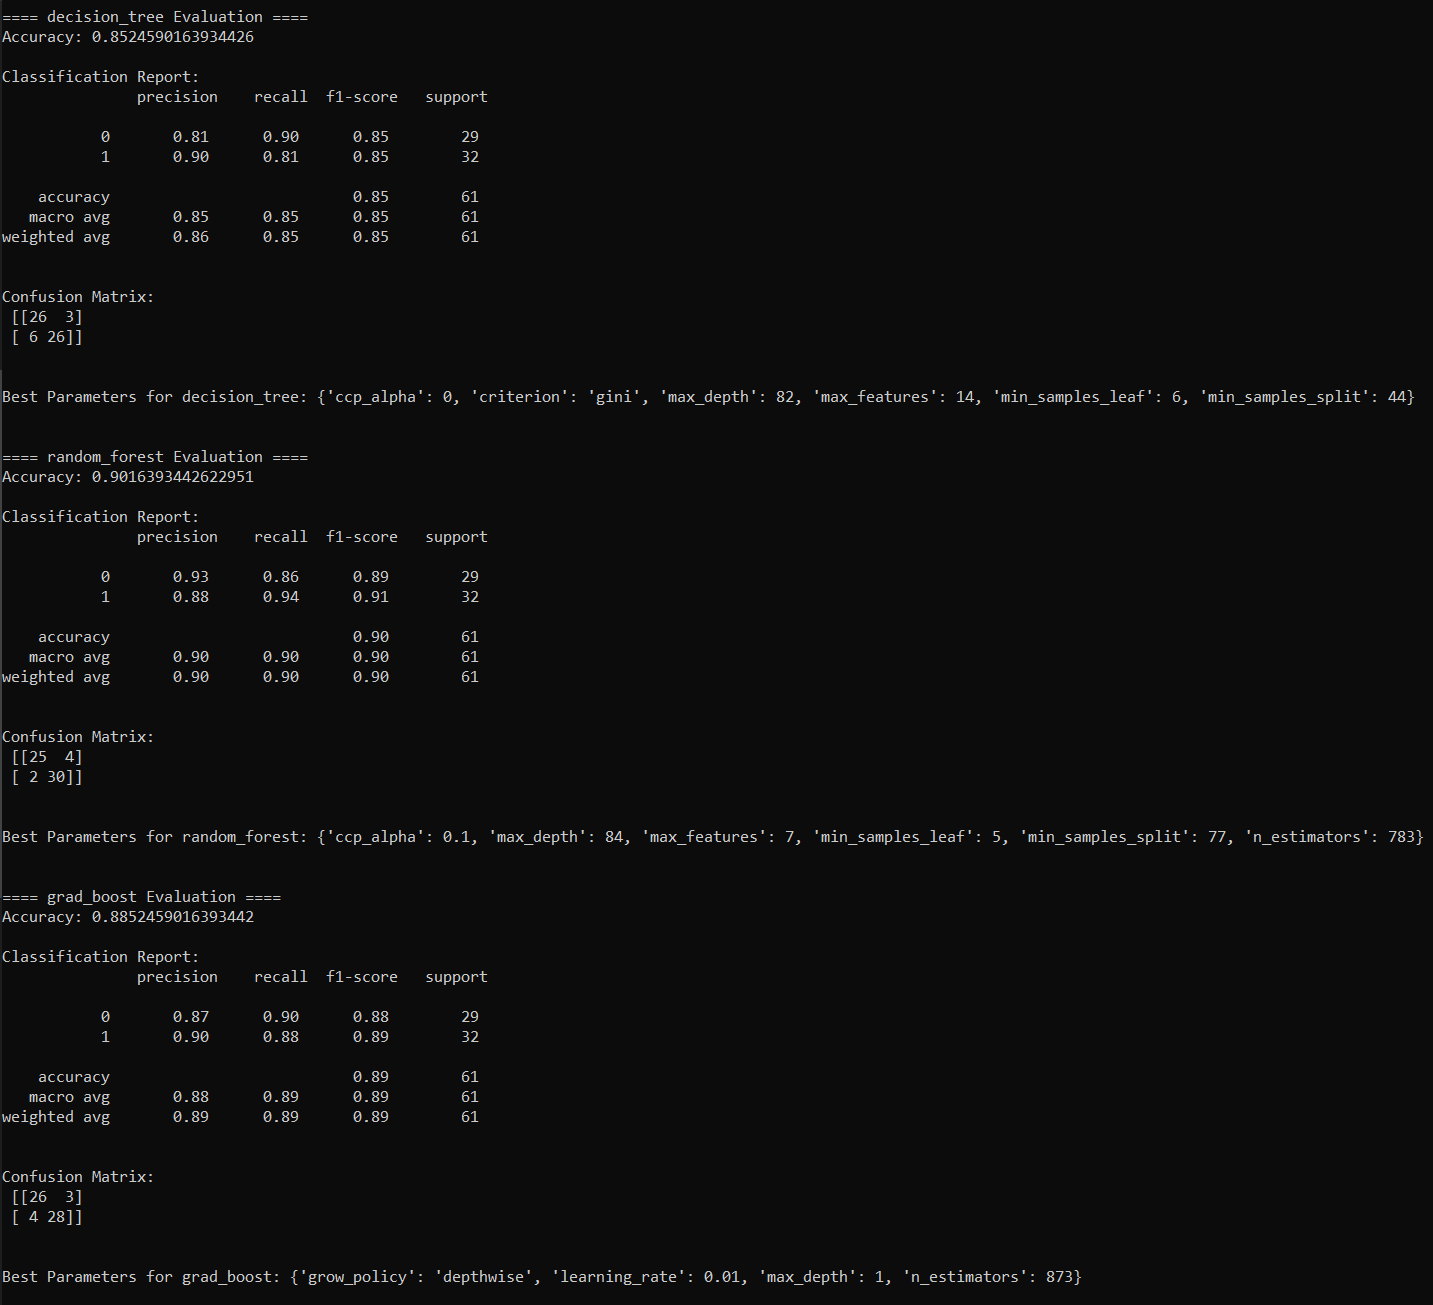 ==== decision_tree Evaluation ====
Accuracy: 0.8524590163934426
Classification Report:
precision recall f1-score support
0 0.81 0.90 0.85 29
1 0.90 0.81 0.85 32
accuracy 0.85 61
macro avg 0.85 0.85 0.85 61
weighted avg 0.86 0.85 0.85 61
Confusion Matrix:
[[26 3]
[ 6 26]]
Best Parameters for decision_tree: {'ccp_alpha': 0, 'criterion': 'gini', 'max_depth': 82, 'max_features': 14, 'min_samples_leaf': 6, 'min_samples_split': 44}
==== random_forest Evaluation ====
Accuracy: 0.9016393442622951
Classification Report:
precision recall f1-score support
0 0.93 0.86 0.89 29
1 0.88 0.94 0.91 32
accuracy 0.90 61
macro avg 0.90 0.90 0.90 61
weighted avg 0.90 0.90 0.90 61
Confusion Matrix:
[[25 4]
[ 2 30]]
Best Parameters for random_forest: {'ccp_alpha': 0.1, 'max_depth': 84, 'max_features': 7, 'min_samples_leaf': 5, 'min_samples_split': 77, 'n_estimators': 783}
==== grad_boost Evaluation ====
Accuracy: 0.8852459016393442
Classification Report:
precision recall f1-score support
0 0.87 0.90 0.88 29
1 0.90 0.88 0.89 32
accuracy 0.89 61
macro avg 0.88 0.89 0.89 61
weighted avg 0.89 0.89 0.89 61
Confusion Matrix:
[[26 3]
[ 4 28]]
Best Parameters for grad_boost: {'grow_policy': 'depthwise', 'learning_rate': 0.01, 'max_depth': 1, 'n_estimators': 873}